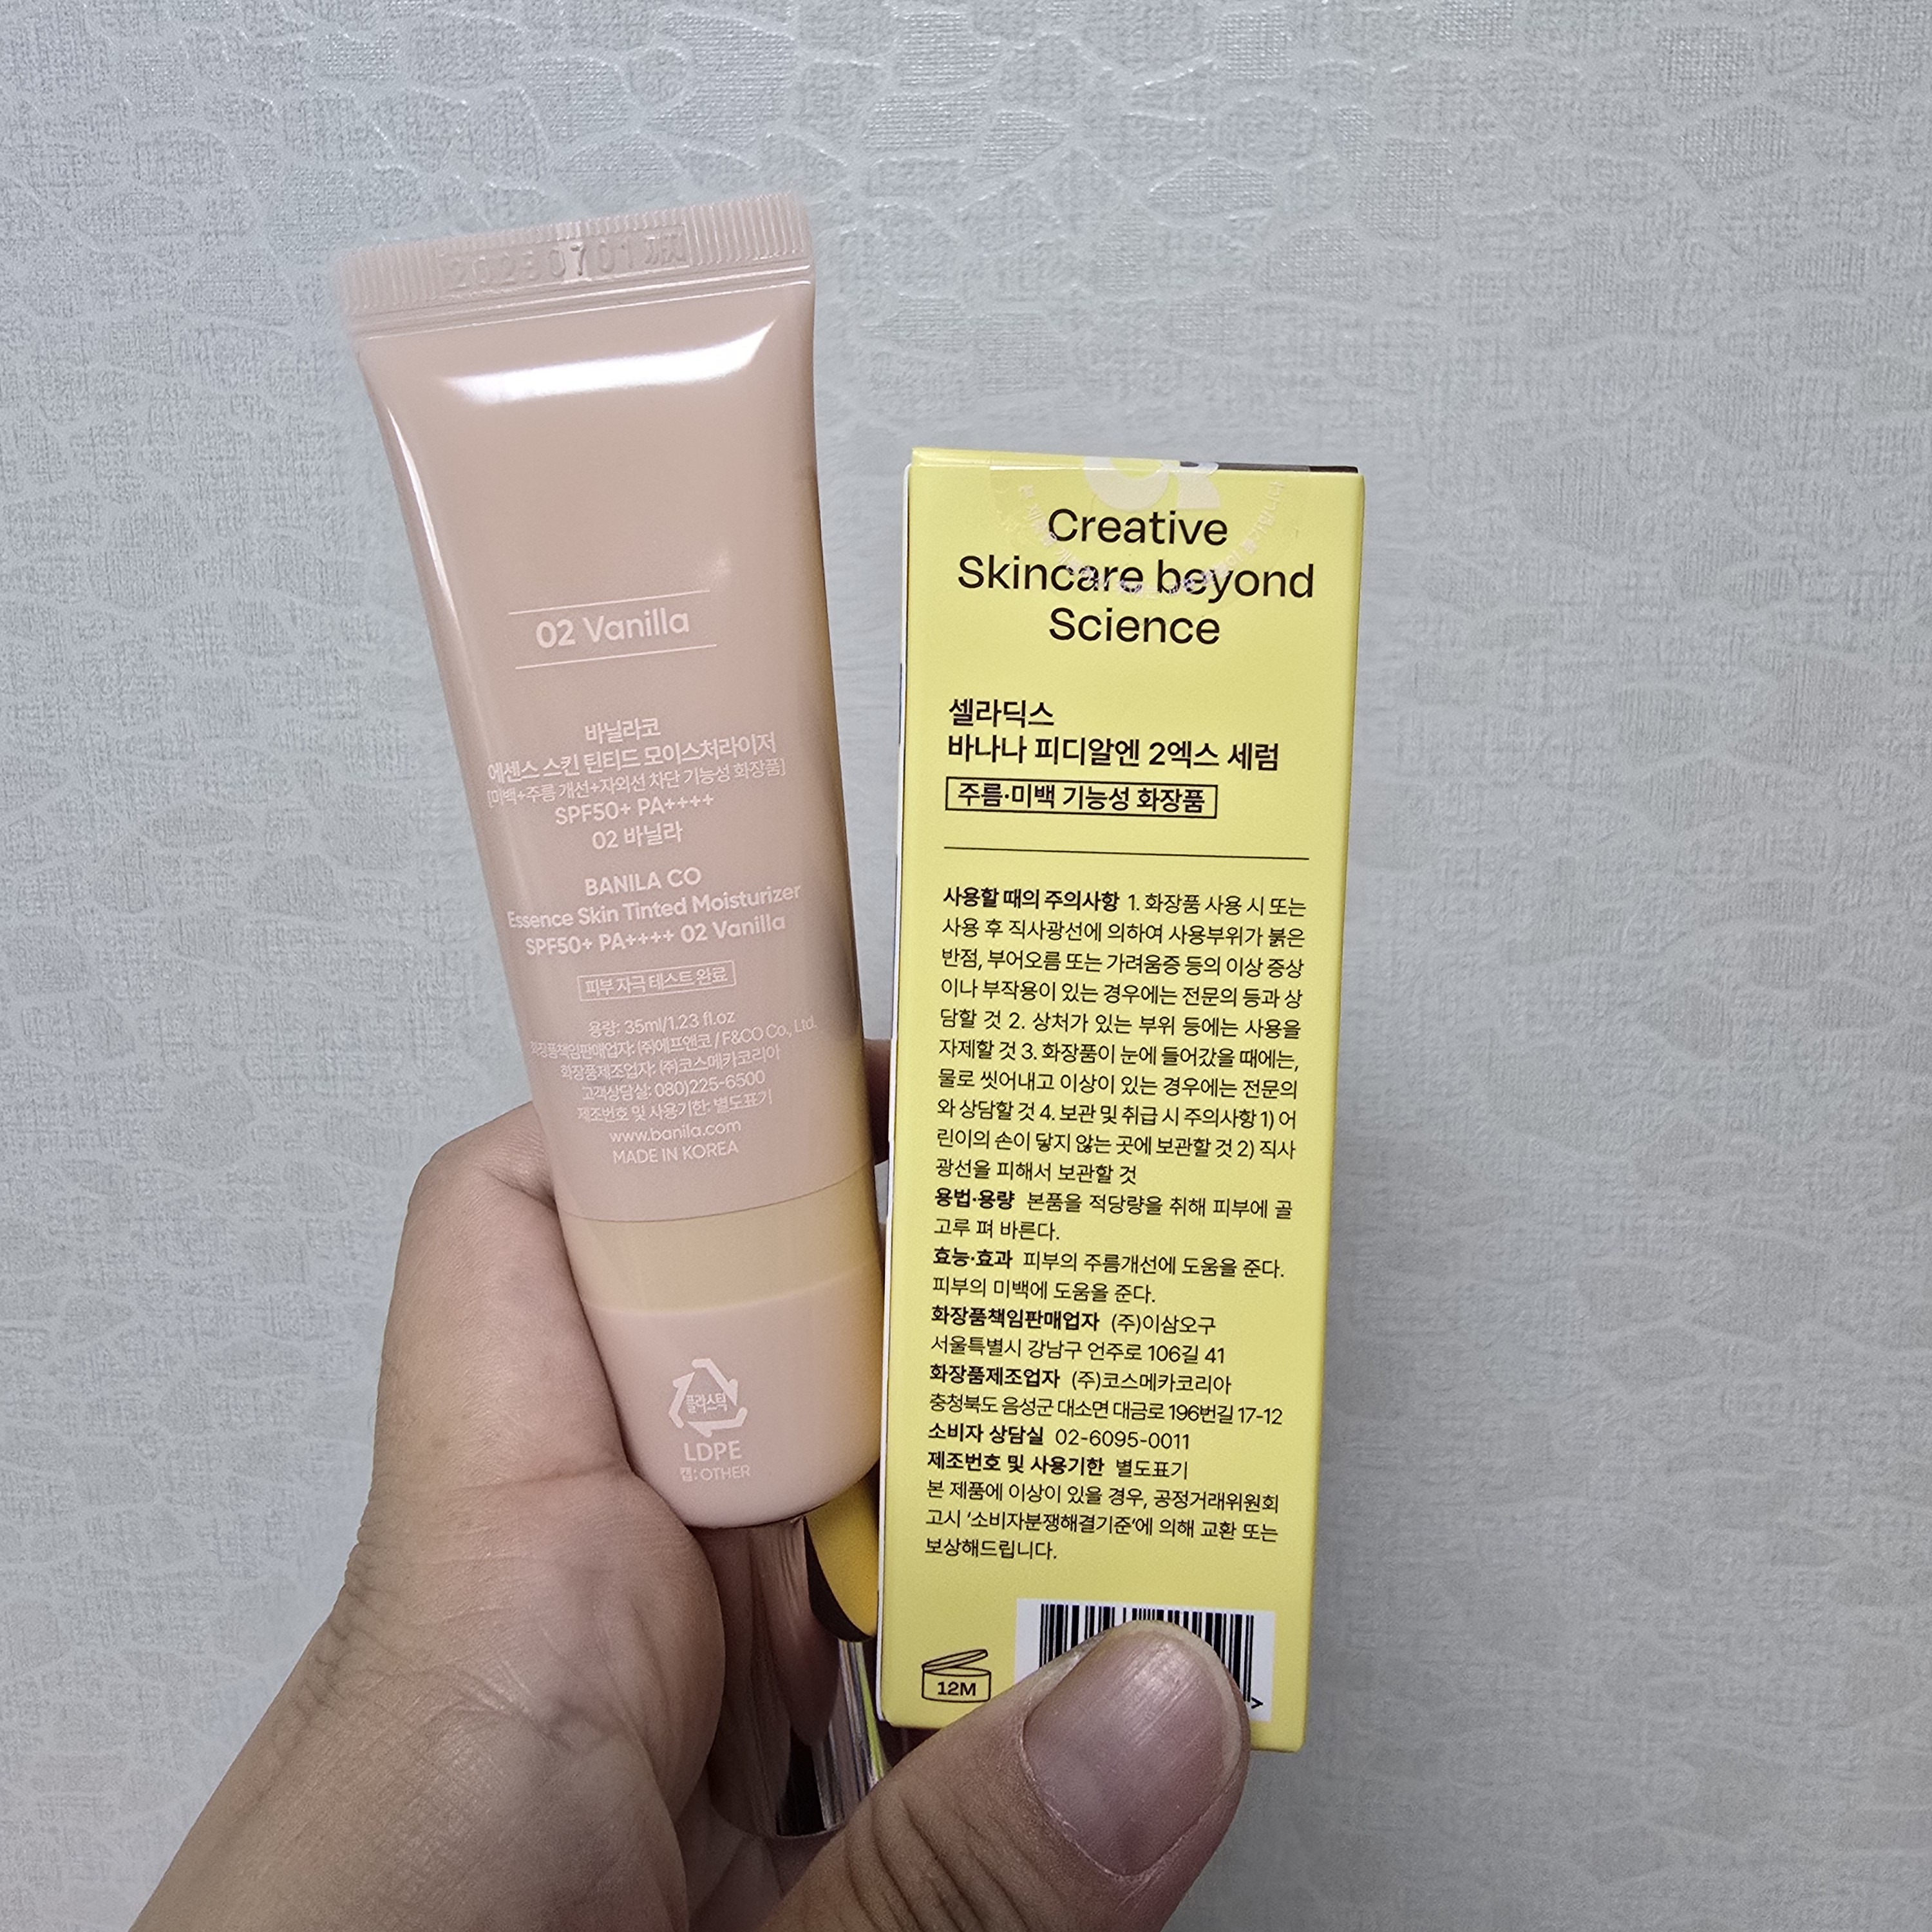 02 Vanilla
바닐라코
에센스 스킨 틴티드 모이스처라이저
[미백+주름 개선+자외선 차단 기능성 화장품]
SPF50+ PA++++
02 바닐라
BANILA CO
Essence Skin Tinted Moisturizer
SPF50+ PA++++ 02 Vanilla
피부 자극 테스트 완료
용량: 35ml/1.23 fl.oz
화장품책임판매업자: (주)에프앤코 / F&CO Co., Ltd.
화장품제조업자: (주)코스메카코리아
고객상담실: 080)225-6500
제조번호 및 사용기한: 별도표기
www.banila.com
MADE IN KOREA
플라스틱
LDPE
캡: OTHER
Creative
Skincare beyond
Science
셀라딕스
바나나 피디알엔 2엑스 세럼
주름·미백 기능성 화장품
사용할 때의 주의사항 1. 화장품 사용 시 또는
사용 후 직사광선에 의하여 사용부위가 붉은
반점, 부어오름 또는 가려움증 등의 이상 증상
이나 부작용이 있는 경우에는 전문의 등과 상
담할 것 2. 상처가 있는 부위 등에는 사용을
자제할 것 3. 화장품이 눈에 들어갔을 때에는,
물로 씻어내고 이상이 있는 경우에는 전문의
와 상담할 것 4. 보관 및 취급 시 주의사항 1) 어
린이의 손이 닿지 않는 곳에 보관할 것 2) 직사
광선을 피해서 보관할 것
용법·용량 본품을 적당량을 취해 피부에 골
고루 펴 바른다.
효능·효과 피부의 주름개선에 도움을 준다.
피부의 미백에 도움을 준다.
화장품책임판매업자 (주)이삼오구
서울특별시 강남구 언주로 106길 41
화장품제조업자 (주)코스메카코리아
충청북도 음성군 대소면 대금로 196번길 17-12
소비자 상담실 02-6095-0011
제조번호 및 사용기한 별도표기
본 제품에 이상이 있을 경우, 공정거래위원회
고시 '소비자분쟁해결기준'에 의해 교환 또는
보상해드립니다.
12M